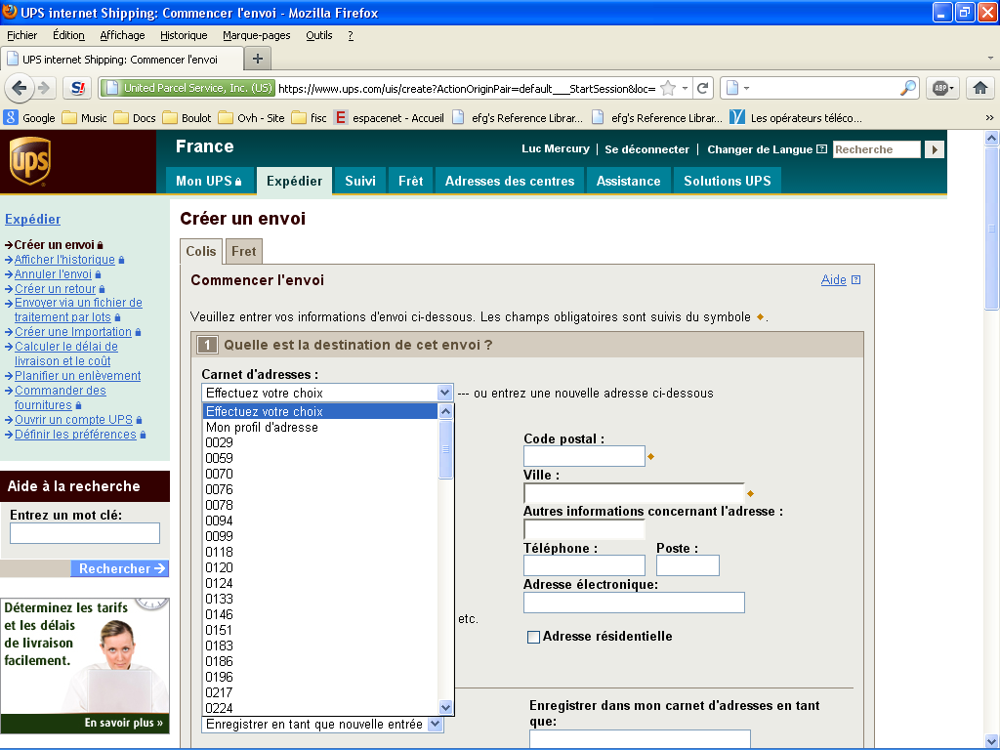 UPS internet Shipping: Commencer l'envoi - Mozilla Firefox
Fichier Édition Affichage Historique Marque-pages Outils ?
UPS internet Shipping: Commencer l'envoi
United Parcel Service, Inc. (US) https://www.ups.com/uis/create?ActionOriginPair=default___StartSession&loc=
S! ABP
Google Music Docs Boulot Ovh - Site fisc E espacenet - Accueil efg's Reference Librar... efg's Reference Librar... Les opérateurs téléco... »
ups
France
Luc Mercury | Se déconnecter | Changer de Langue ? Recherche
Mon UPS Expédier Suivi Frêt Adresses des centres Assistance Solutions UPS
Expédier
Créer un envoi
Afficher l'historique
Annuler l'envoi
Créer un retour
Envoyer via un fichier de
traitement par lots
Créer une Importation
Calculer le délai de
livraison et le coût
Planifier un enlèvement
Commander des
fournitures
Ouvrir un compte UPS
Définir les préférences
Aide à la recherche
Entrez un mot clé:
Rechercher
Déterminez les tarifs
et les délais
de livraison
facilement.
En savoir plus »
Créer un envoi
Colis Fret
Commencer l'envoi
Aide ?
Veuillez entrer vos informations d'envoi ci-dessous. Les champs obligatoires sont suivis du symbole .
1 Quelle est la destination de cet envoi ?
Carnet d'adresses :
Effectuez votre choix --- ou entrez une nouvelle adresse ci-dessous
Effectuez votre choix
Mon profil d'adresse
0029
0059
0070
0076
0078
0094
0099
0118
0120
0124
0133
0146
0151
0183
0186
0196
0217
0224
etc.
Enregistrer en tant que nouvelle entrée
Code postal :
Ville :
Autres informations concernant l'adresse :
Téléphone : Poste :
Adresse électronique:
Adresse résidentielle
Enregistrer dans mon carnet d'adresses en tant
que: